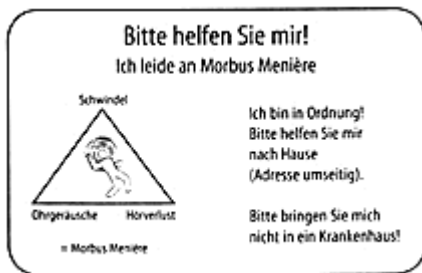 Bitte helfen Sie mir!
Ich leide an Morbus Menière
Schwindel
Ohrgeräusche Hörverlust
= Morbus Menière
Ich bin in Ordnung!
Bitte helfen Sie mir
nach Hause
(Adresse umseitig).
Bitte bringen Sie mich
nicht in ein Krankenhaus!